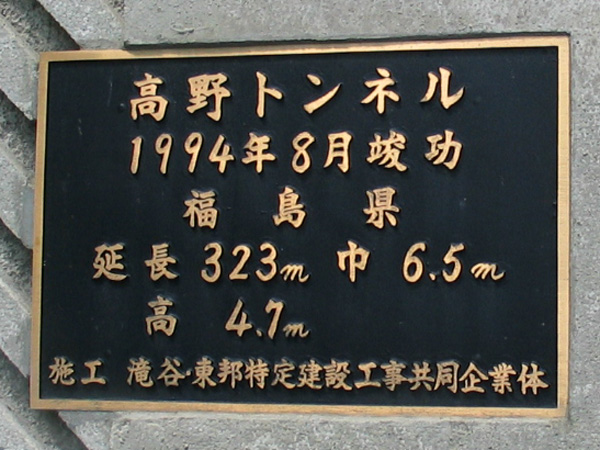 高野トンネル
1994年8月竣功
福島県
延長 323m 巾 6.5m
高 4.7m
施工 滝谷・東邦特定建設工事共同企業体